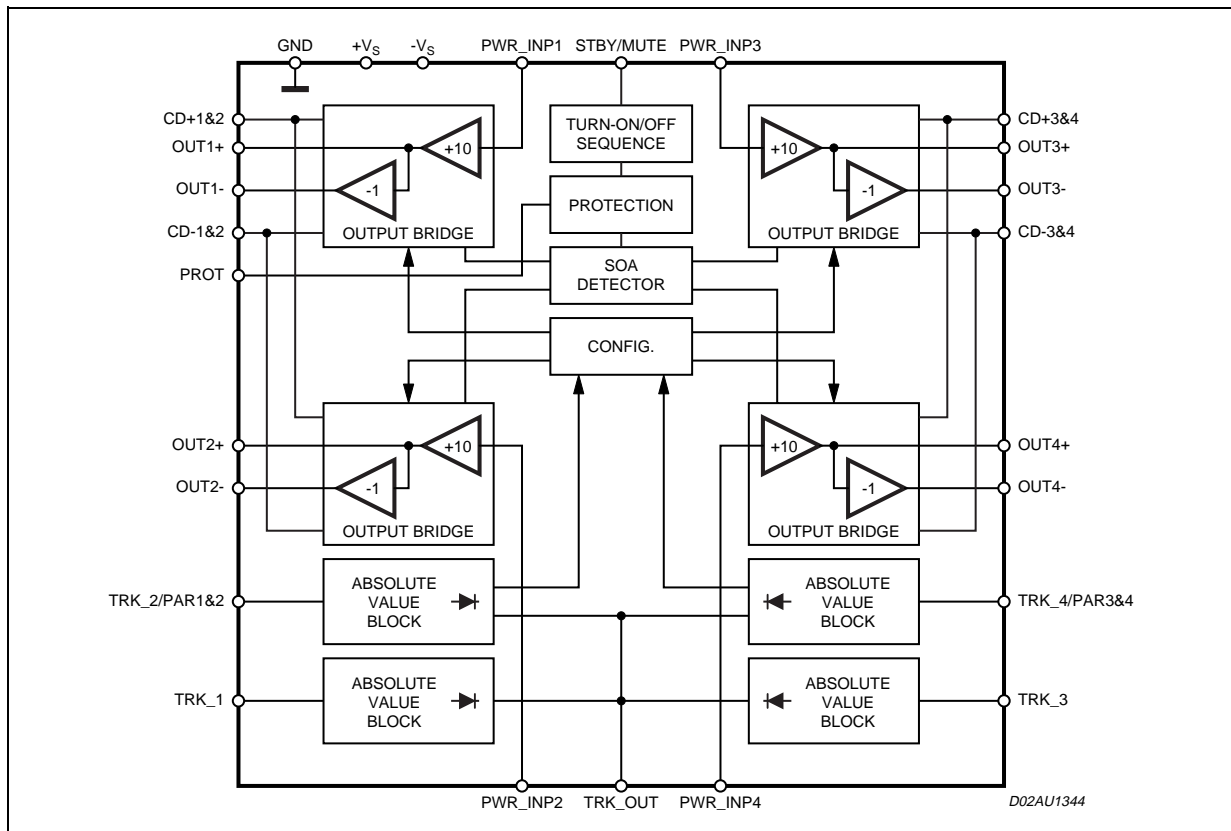 GND
+VS
-VS
PWR_INP1
STBY/MUTE
PWR_INP3
CD+1&2
OUT1+
OUT1-
CD-1&2
PROT
+10
-1
OUTPUT BRIDGE
TURN-ON/OFF
SEQUENCE
PROTECTION
SOA
DETECTOR
CONFIG.
+10
-1
OUTPUT BRIDGE
CD+3&4
OUT3+
OUT3-
CD-3&4
OUT2+
OUT2-
+10
-1
OUTPUT BRIDGE
+10
-1
OUTPUT BRIDGE
OUT4+
OUT4-
TRK_2/PAR1&2
ABSOLUTE
VALUE
BLOCK
ABSOLUTE
VALUE
BLOCK
TRK_4/PAR3&4
TRK_1
ABSOLUTE
VALUE
BLOCK
ABSOLUTE
VALUE
BLOCK
TRK_3
PWR_INP2
TRK_OUT
PWR_INP4
D02AU1344